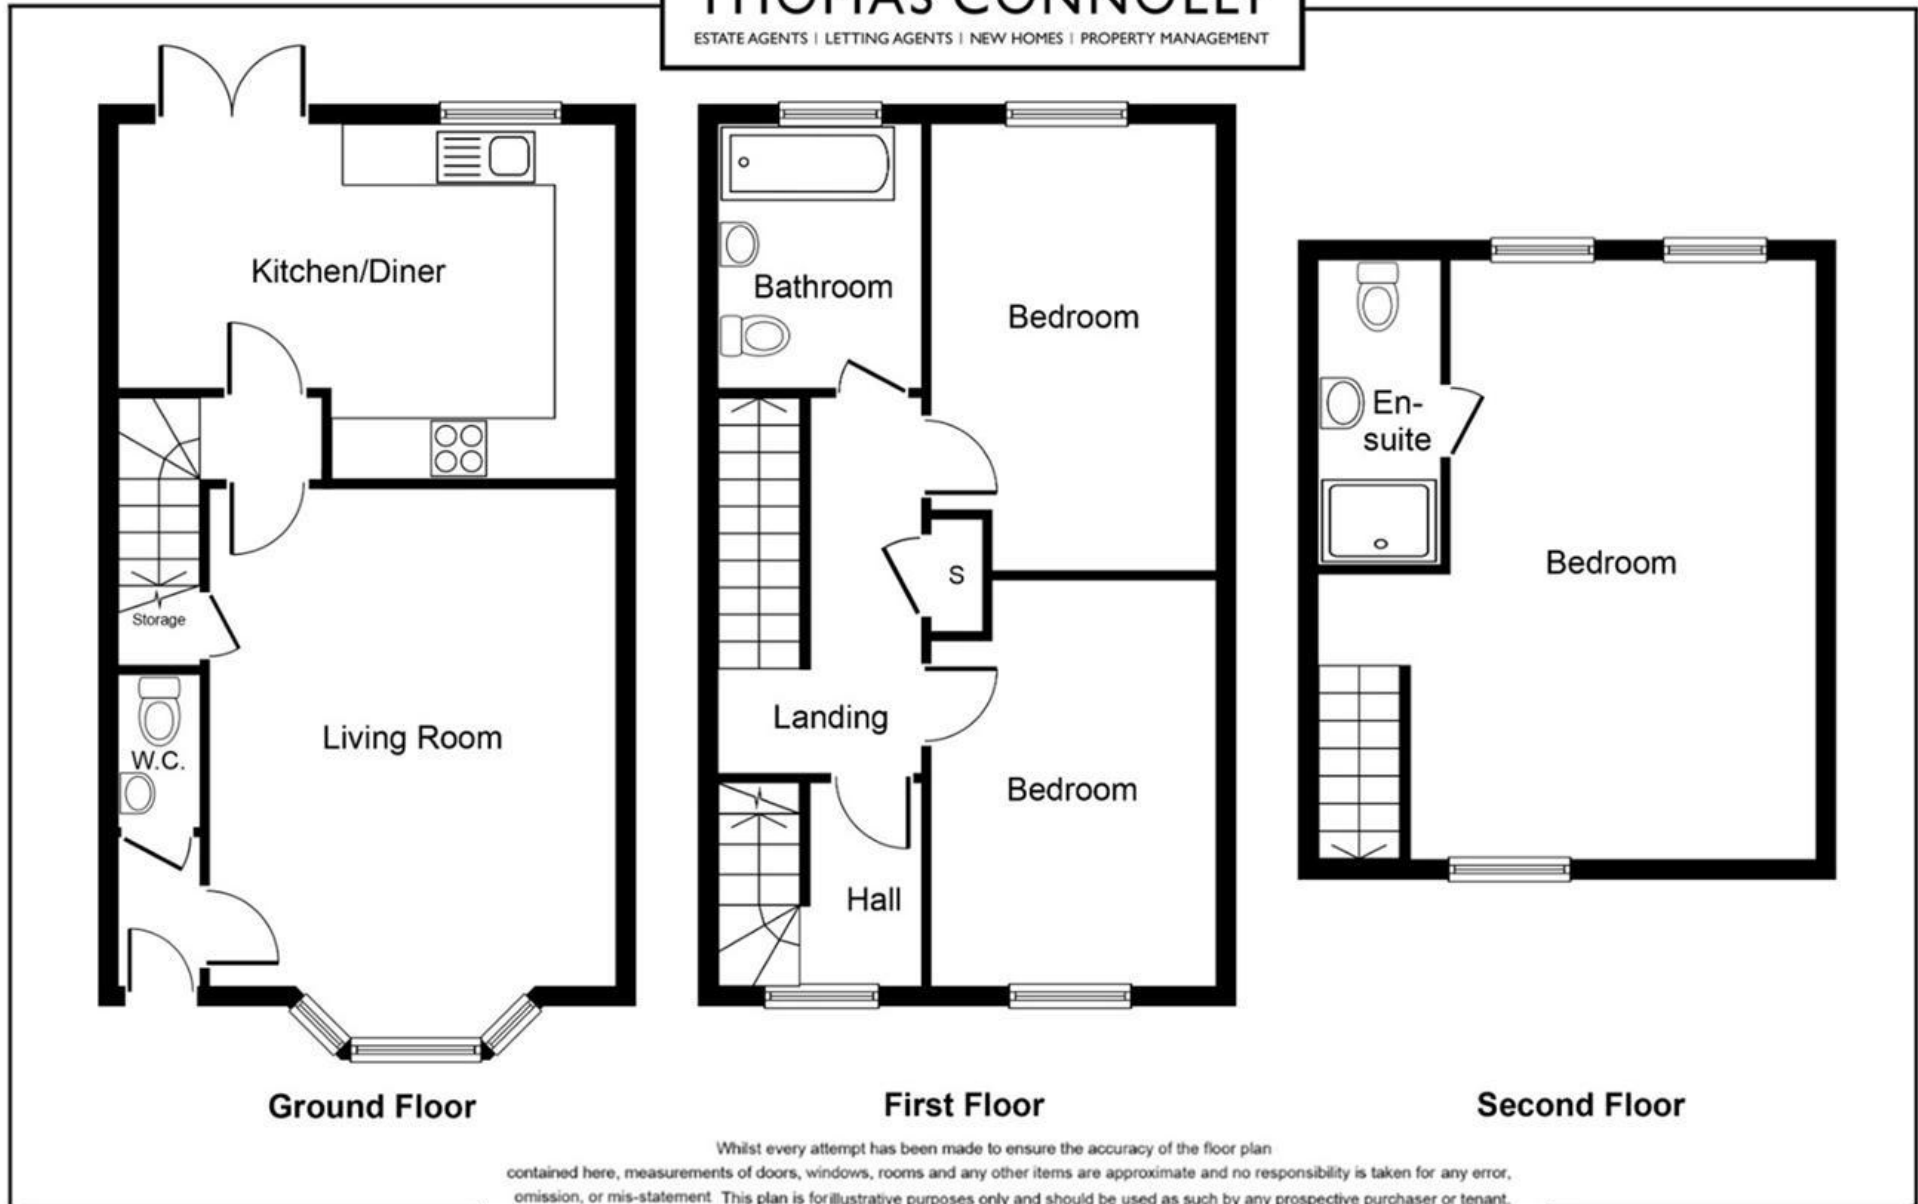 THOMAS CONNOLLY
ESTATE AGENTS | LETTING AGENTS | NEW HOMES | PROPERTY MANAGEMENT
Kitchen/Diner
Storage
W.C.
Living Room
Ground Floor
Bathroom
Bedroom
S
Landing
Bedroom
Hall
First Floor
En-
suite
Bedroom
Second Floor
Whilst every attempt has been made to ensure the accuracy of the floor plan
contained here, measurements of doors, windows, rooms and any other items are approximate and no responsibility is taken for any error,
omission, or mis-statement This plan is forillustrative purposes only and should be used as such by any prospective purchaser or tenant.